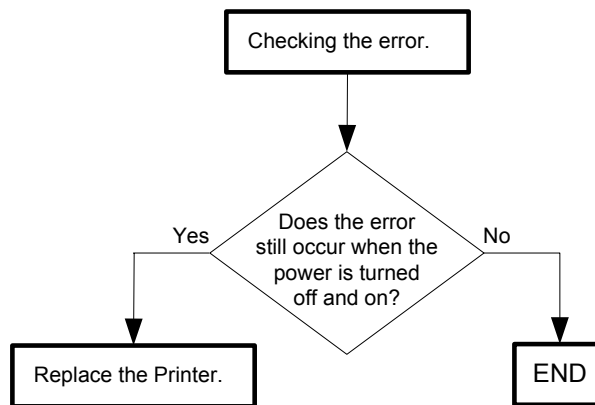 Checking the error.
Does the error
still occur when the
power is turned
off and on?
Yes
No
Replace the Printer.
END